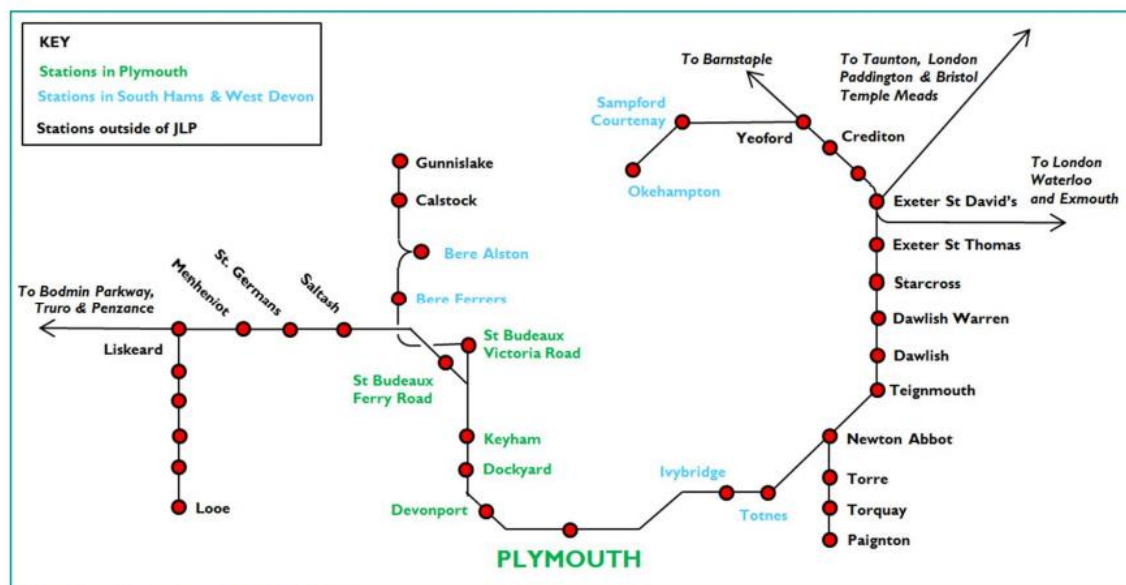 KEY
Stations in Plymouth
Stations in South Hams & West Devon
Stations outside of JLP
To Barnstaple
To Taunton, London
Paddington & Bristol
Temple Meads
Sampford
Courtenay
Yeoford
Crediton
Okehampton
To London
Waterloo
and Exmouth
Exeter St David's
Exeter St Thomas
Starcross
Dawlish Warren
Dawlish
Teignmouth
Newton Abbot
Torre
Torquay
Paignton
Gunnislake
Calstock
Bere Alston
Bere Ferrers
To Bodmin Parkway,
Truro & Penzance
Menheniot
St. Germans
Saltash
Liskeard
Looe
St Budeaux
Victoria Road
St Budeaux
Ferry Road
Keyham
Dockyard
Devonport
PLYMOUTH
Ivybridge
Totnes